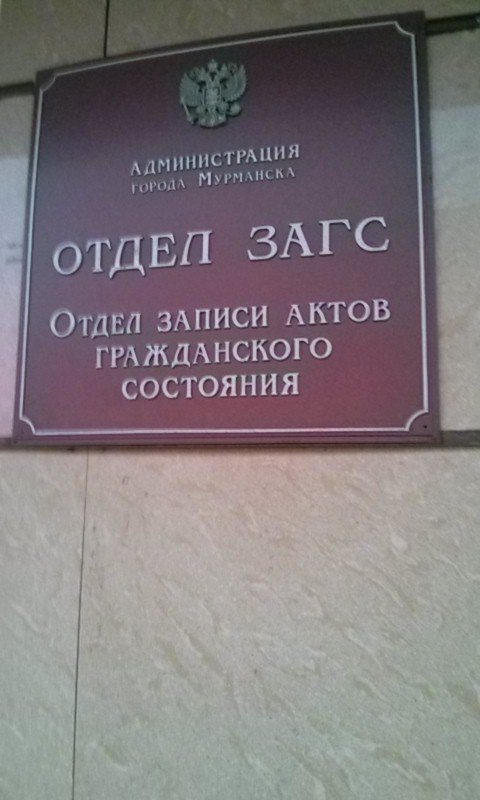 АДМИНИСТРАЦИЯ
ГОРОДА МУРМАНСКА
ОТДЕЛ ЗАГС
ОТДЕЛ ЗАПИСИ АКТОВ
ГРАЖДАНСКОГО
СОСТОЯНИЯ